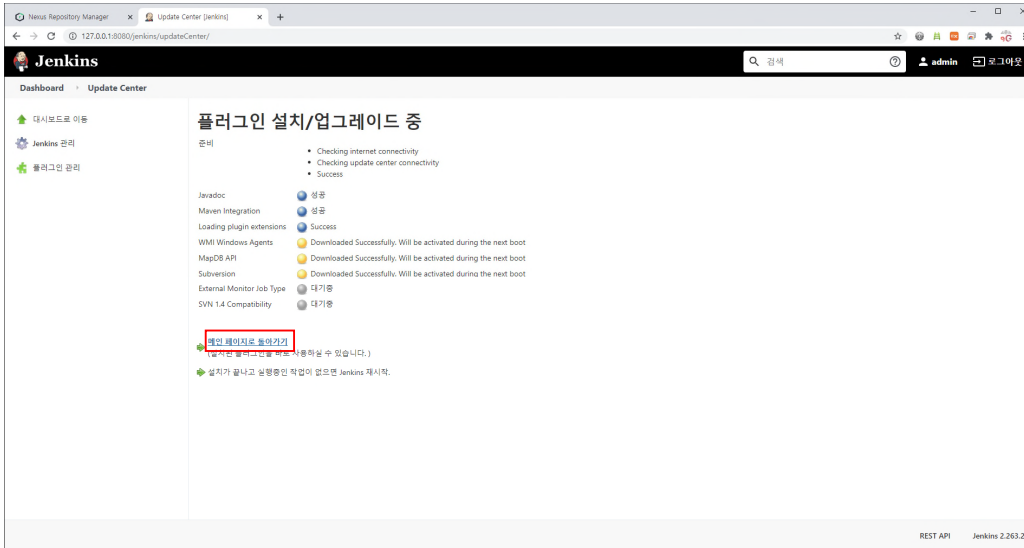 Nexus Repository Manager
Update Center [Jenkins]
127.0.0.1:8080/jenkins/updateCenter/
Jenkins
검색
admin
로그아웃
Dashboard
Update Center
대시보드로 이동
Jenkins 관리
플러그인 관리
플러그인 설치/업그레이드 중
준비
Checking internet connectivity
Checking update center connectivity
Success
Javadoc 성공
Maven Integration 성공
Loading plugin extensions Success
WMI Windows Agents Downloaded Successfully. Will be activated during the next boot
MapDB API Downloaded Successfully. Will be activated during the next boot
Subversion Downloaded Successfully. Will be activated during the next boot
External Monitor Job Type 대기중
SVN 1.4 Compatibility 대기중
메인 페이지로 돌아가기
(설치된 플러그인을 바로 사용하실 수 있습니다. )
설치가 끝나고 실행중인 작업이 없으면 Jenkins 재시작.
REST API
Jenkins 2.263.2